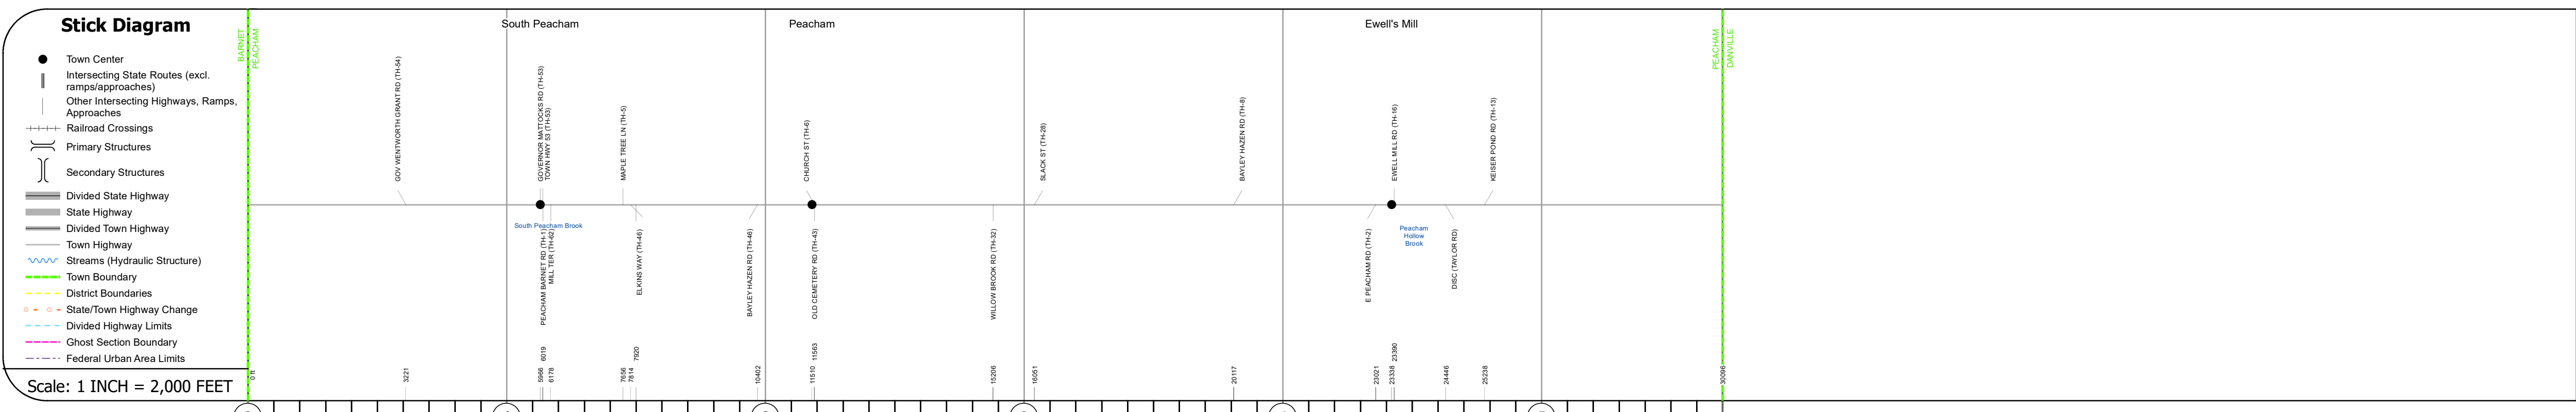 Stick Diagram
Town Center
Intersecting State Routes (excl.
ramps/approaches)
Other Intersecting Highways, Ramps,
Approaches
Railroad Crossings
Primary Structures
Secondary Structures
Divided State Highway
State Highway
Divided Town Highway
Town Highway
Streams (Hydraulic Structure)
Town Boundary
District Boundaries
State/Town Highway Change
Divided Highway Limits
Ghost Section Boundary
Federal Urban Area Limits
Scale: 1 INCH = 2,000 FEET
BARNET
PEACHAM
South Peacham
Peacham
Ewell's Mill
PEACHAM
DANVILLE
GOV WENTWORTH GRANT RD (TH-54)
GOVERNOR MATTOCKS RD (TH-53)
TOWN HWY 53 (TH-53)
MAPLE TREE LN (TH-5)
CHURCH ST (TH-6)
SLACK ST (TH-28)
BAYLEY HAZEN RD (TH-8)
EWELL MILL RD (TH-16)
KEISER POND RD (TH-13)
South Peacham Brook
Peacham
Hollow
Brook
PEACHAM BARNET RD (TH-1)
MILL TER (TH-62)
ELKINS WAY (TH-46)
BAYLEY HAZEN RD (TH-46)
OLD CEMETERY RD (TH-43)
WILLOW BROOK RD (TH-32)
E PEACHAM RD (TH-2)
DISC (TAYLOR RD)
0 ft
3221
5966
6019
6178
7656
7814
7920
10402
11510
11563
15206
16051
20117
23021
23338
23390
24446
25238
30096